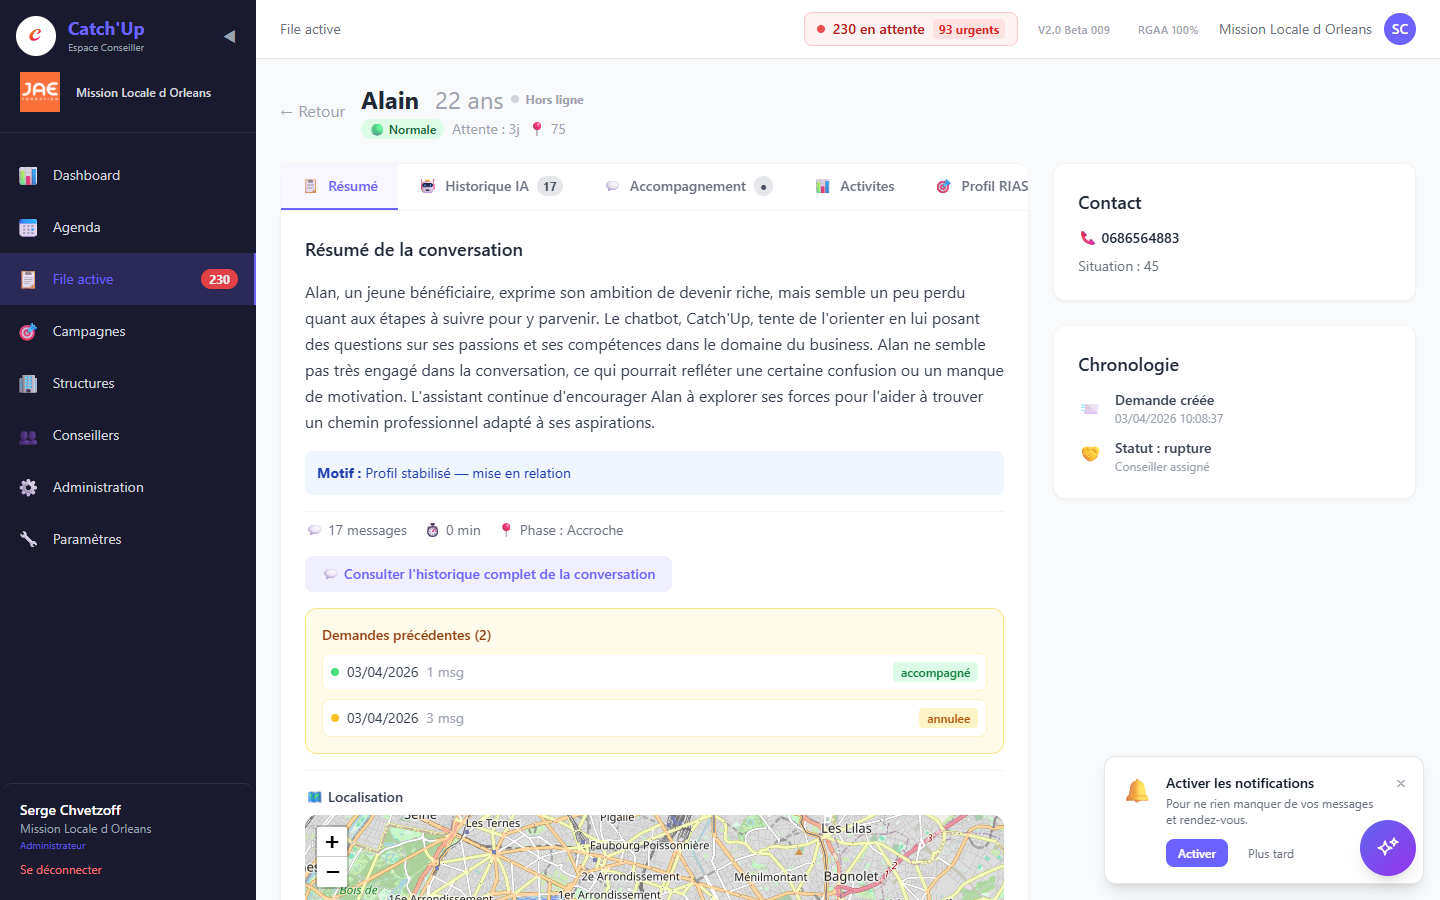 Catch'Up
Espace Conseiller
JAE
Mission Locale d Orleans
Dashboard
Agenda
File active
230
Campagnes
Structures
Conseillers
Administration
Paramètres
Serge Chvetzoff
Mission Locale d Orleans
Administrateur
Se déconnecter
File active
230 en attente
93 urgents
V2.0 Beta 009
RGAA 100%
Mission Locale d Orleans
SC
← Retour
Alain 22 ans Hors ligne
Normale Attente : 3j 75
Résumé
Historique IA 17
Accompagnement
Activites
Profil RIAS
Résumé de la conversation
Alan, un jeune bénéficiaire, exprime son ambition de devenir riche, mais semble un peu perdu
quant aux étapes à suivre pour y parvenir. Le chatbot, Catch'Up, tente de l'orienter en lui posant
des questions sur ses passions et ses compétences dans le domaine du business. Alan ne semble
pas très engagé dans la conversation, ce qui pourrait refléter une certaine confusion ou un manque
de motivation. L'assistant continue d'encourager Alan à explorer ses forces pour l'aider à trouver
un chemin professionnel adapté à ses aspirations.
Motif : Profil stabilisé — mise en relation
17 messages 0 min Phase : Accroche
Consulter l'historique complet de la conversation
Demandes précédentes (2)
03/04/2026 1 msg accompagné
03/04/2026 3 msg annulee
Localisation
+
−
Seine
Les Ternes
Pigalle
Faubourg Poissonnière
Les Lilas
2e Arrondissement
Ménilmontant
Bagnolet
Bois de
16e Arrondissement
1er Arrondissement
Contact
0686564883
Situation : 45
Chronologie
Demande créée
03/04/2026 10:08:37
Statut : rupture
Conseiller assigné
Activer les notifications
×
Pour ne rien manquer de vos messages
et rendez-vous.
Activer
Plus tard